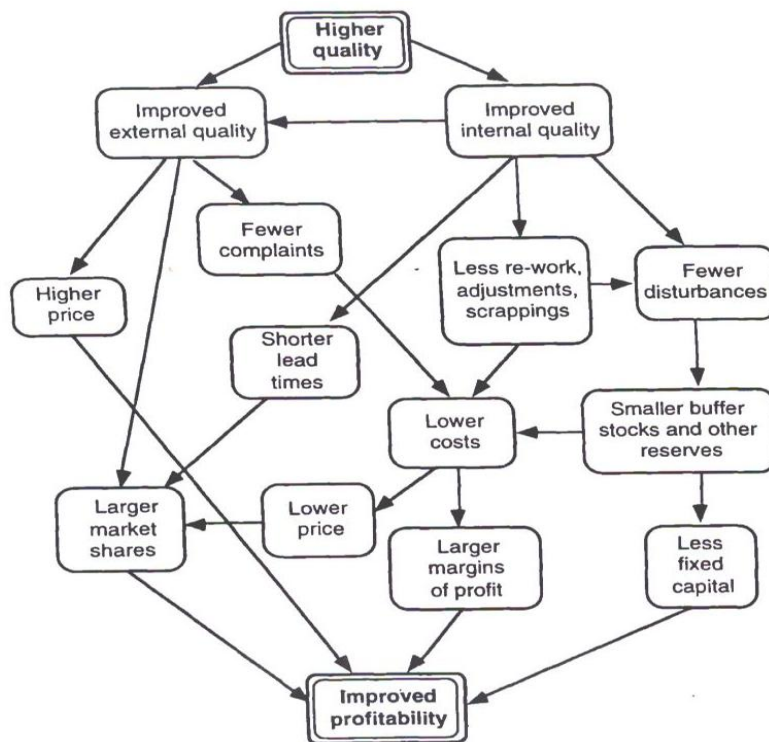 Higher
quality
Improved
external quality
Improved
internal quality
Fewer
complaints
Less re-work,
adjustments,
scrappings
Fewer
disturbances
Higher
price
Shorter
lead
times
Lower
costs
Smaller buffer
stocks and other
reserves
Larger
market
shares
Lower
price
Larger
margins
of profit
Less
fixed
capital
Improved
profitability